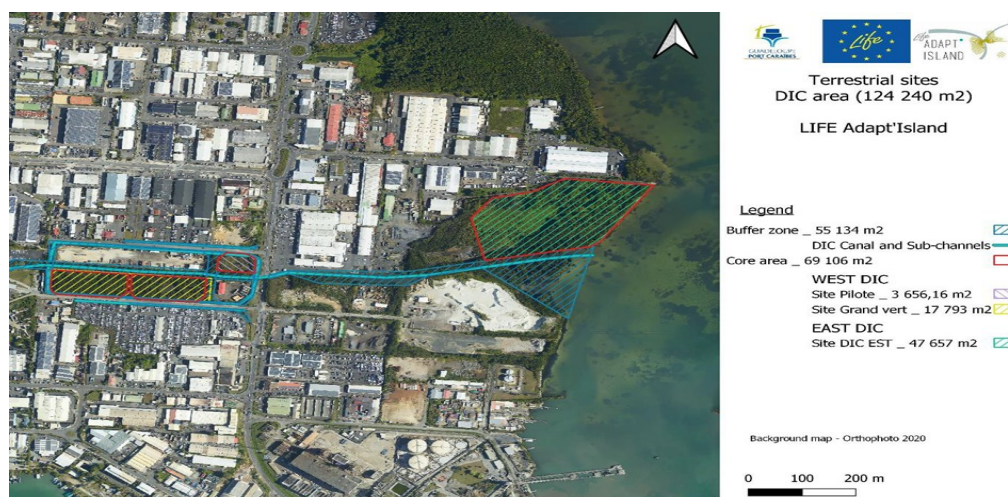 GUADELOUPE
PORT CARAÏBES
Life
Life
ADAPT
ISLAND
Terrestrial sites
DIC area (124 240 m2)
LIFE Adapt'Island
Legend
Buffer zone _ 55 134 m2
DIC Canal and Sub-channels
Core area _ 69 106 m2
WEST DIC
Site Pilote _ 3 656,16 m2
Site Grand vert _ 17 793 m2
EAST DIC
Site DIC EST _ 47 657 m2
Background map - Orthophoto 2020
0 100 200 m